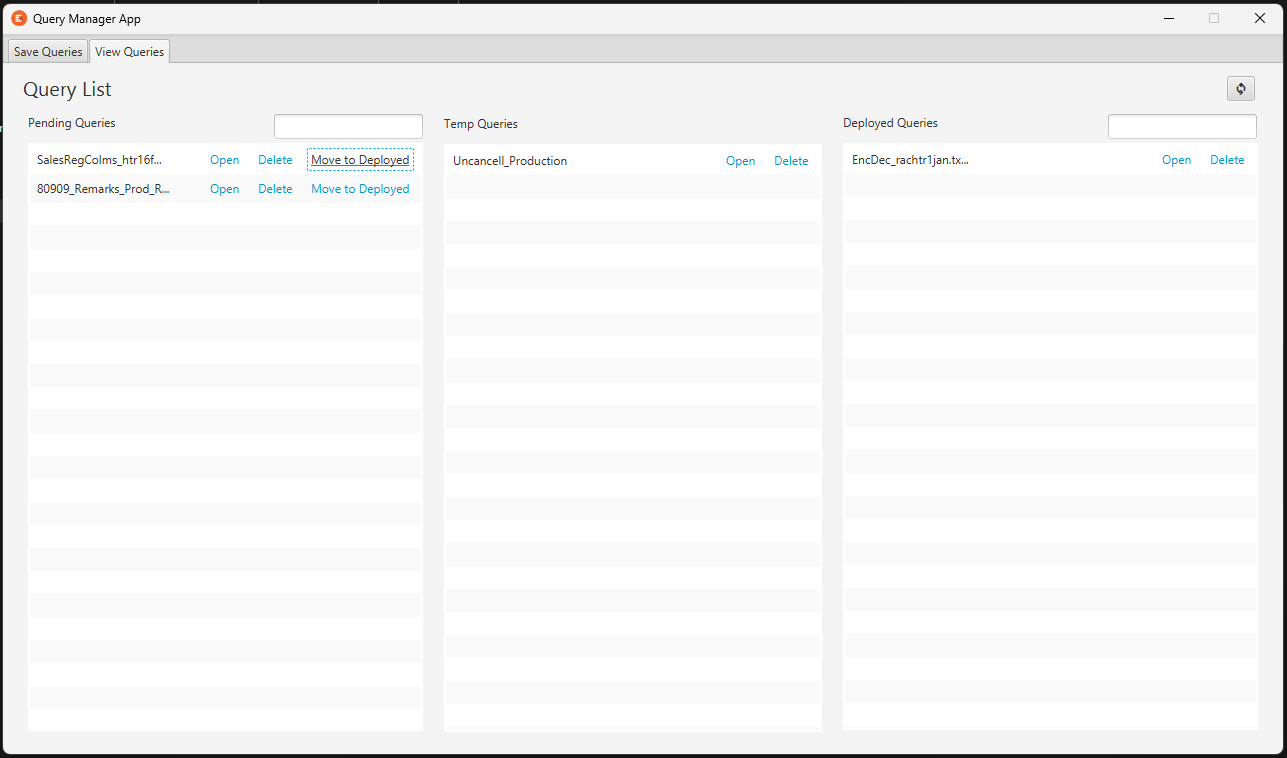 Query Manager App
Save Queries View Queries
Query List
Pending Queries
SalesRegColms_htr16f... Open Delete Move to Deployed
80909_Remarks_Prod_R... Open Delete Move to Deployed
Temp Queries
Uncancell_Production Open Delete
Deployed Queries
EncDec_rachtr1jan.tx... Open Delete